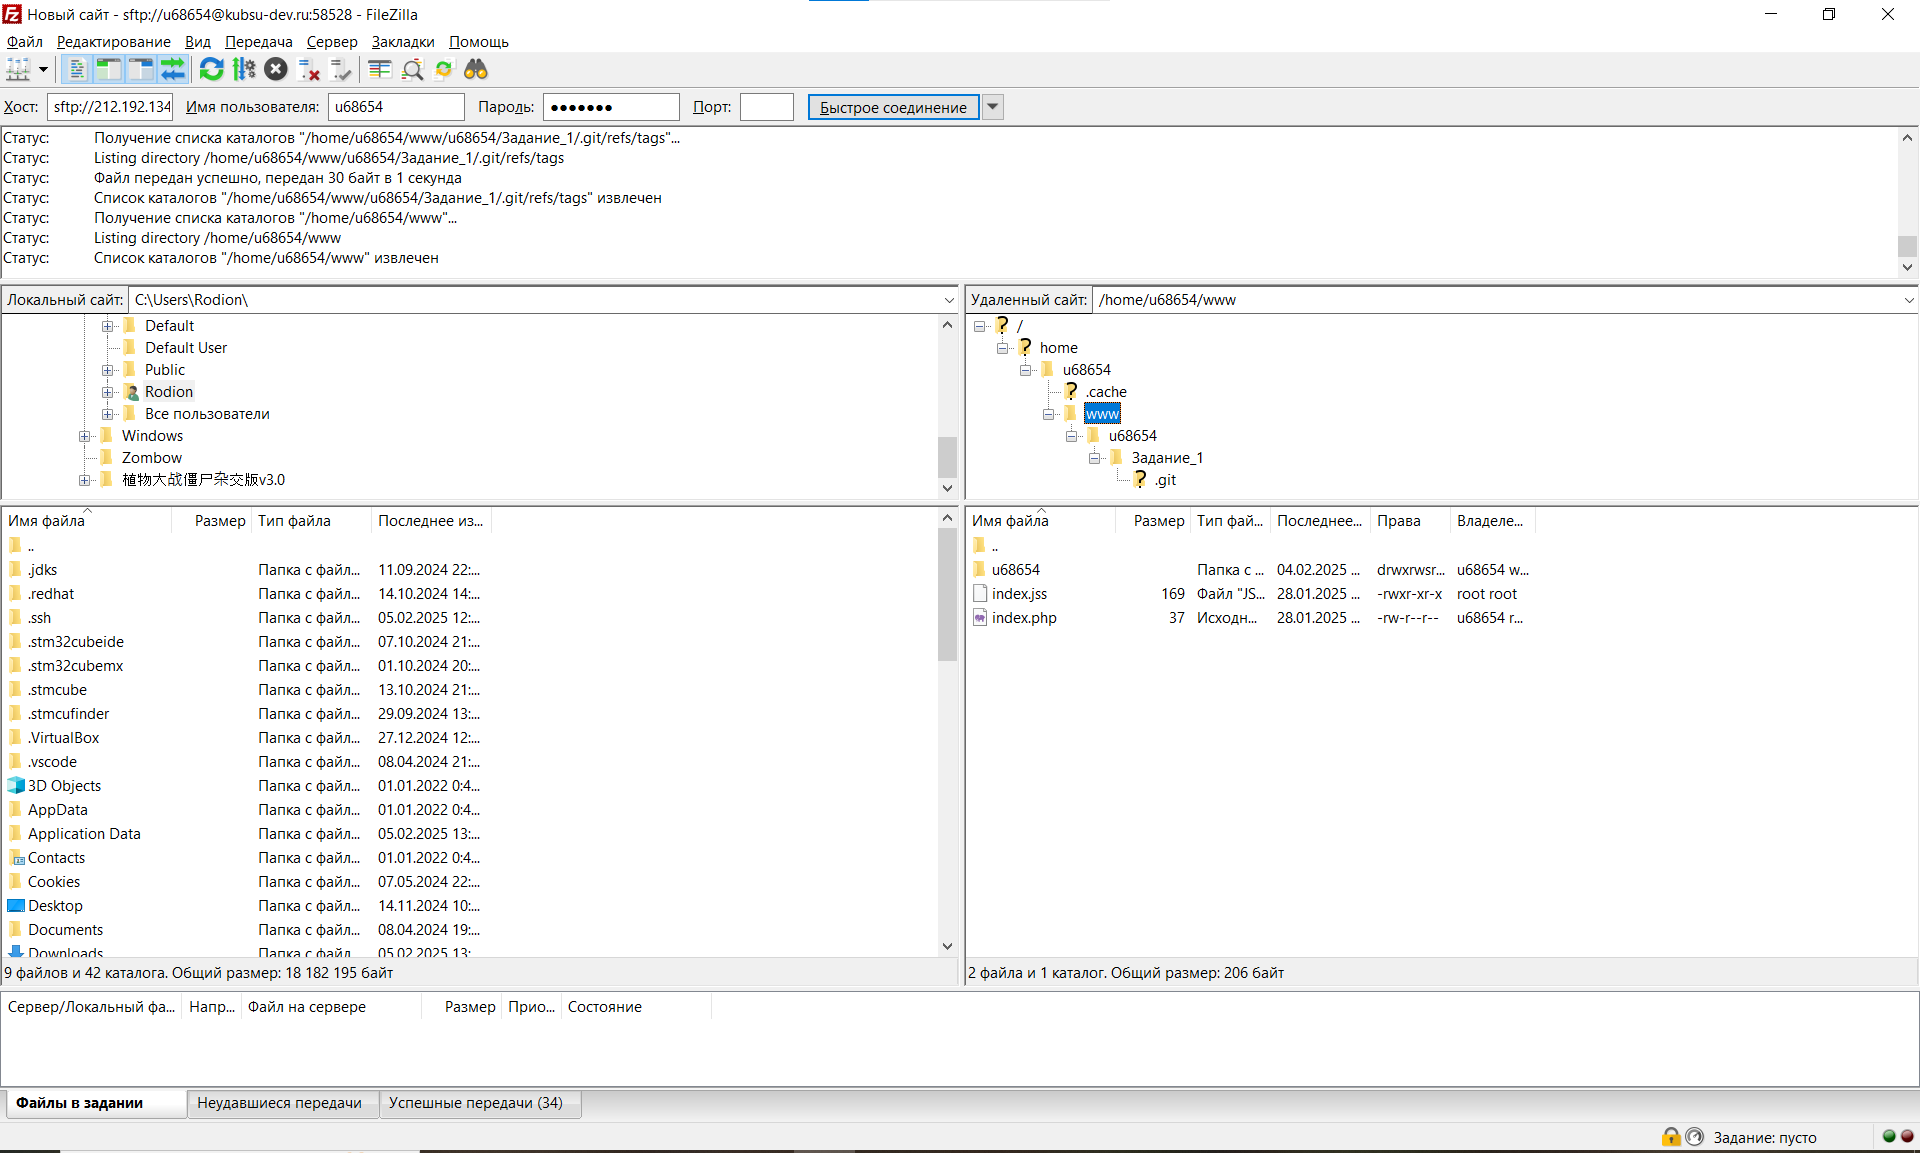 Новый сайт - sftp://u68654@kubsu-dev.ru:58528 - FileZilla
Файл Редактирование Вид Передача Сервер Закладки Помощь
Хост: sftp://212.192.134 Имя пользователя: u68654 Пароль: ●●●●●●● Порт: Быстрое соединение
Статус: Получение списка каталогов "/home/u68654/www/u68654/Задание_1/.git/refs/tags"...
Статус: Listing directory /home/u68654/www/u68654/Задание_1/.git/refs/tags
Статус: Файл передан успешно, передан 30 байт в 1 секунда
Статус: Список каталогов "/home/u68654/www/u68654/Задание_1/.git/refs/tags" извлечен
Статус: Получение списка каталогов "/home/u68654/www"...
Статус: Listing directory /home/u68654/www
Статус: Список каталогов "/home/u68654/www" извлечен
Локальный сайт: C:\Users\Rodion\
Default
Default User
Public
Rodion
Все пользователи
Windows
Zombow
植物大战僵尸杂交版v3.0
Удаленный сайт: /home/u68654/www
/
home
u68654
.cache
www
u68654
Задание_1
.git
Имя файла Размер Тип файла Последнее из...
..
.jdks Папка с файл... 11.09.2024 22:...
.redhat Папка с файл... 14.10.2024 14:...
.ssh Папка с файл... 05.02.2025 12:...
.stm32cubeide Папка с файл... 07.10.2024 21:...
.stm32cubemx Папка с файл... 01.10.2024 20:...
.stmcube Папка с файл... 13.10.2024 21:...
.stmcufinder Папка с файл... 29.09.2024 13:...
.VirtualBox Папка с файл... 27.12.2024 12:...
.vscode Папка с файл... 08.04.2024 21:...
3D Objects Папка с файл... 01.01.2022 0:4...
AppData Папка с файл... 01.01.2022 0:4...
Application Data Папка с файл... 05.02.2025 13:...
Contacts Папка с файл... 01.01.2022 0:4...
Cookies Папка с файл... 07.05.2024 22:...
Desktop Папка с файл... 14.11.2024 10:...
Documents Папка с файл... 08.04.2024 19:...
Downloads Папка с файл... 05.02.2025 13:...
9 файлов и 42 каталога. Общий размер: 18 182 195 байт
Имя файла Размер Тип фай... Последнее... Права Владеле...
..
u68654 Папка с ... 04.02.2025 ... drwxrwsr... u68654 w...
index.jss 169 Файл "JS... 28.01.2025 ... -rwxr-xr-x root root
index.php 37 Исходн... 28.01.2025 ... -rw-r--r-- u68654 r...
2 файла и 1 каталог. Общий размер: 206 байт
Сервер/Локальный фа... Напр... Файл на сервере Размер Прио... Состояние
Файлы в задании Неудавшиеся передачи Успешные передачи (34)
Задание: пусто